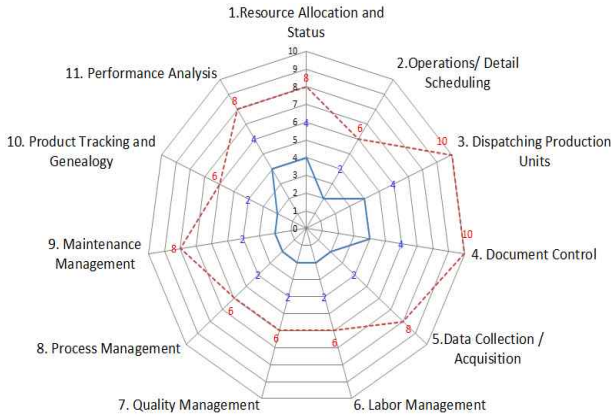 1.Resource Allocation and
Status
2.Operations/ Detail
Scheduling
3. Dispatching Production
Units
4. Document Control
5.Data Collection /
Acquisition
6. Labor Management
7. Quality Management
8. Process Management
9. Maintenance
Management
10. Product Tracking and
Genealogy
11. Performance Analysis
10
9
8
7
6
5
4
3
2
1
0
8
6
10
10
8
6
6
6
8
6
8
4
2
4
4
2
2
2
2
2
2
4